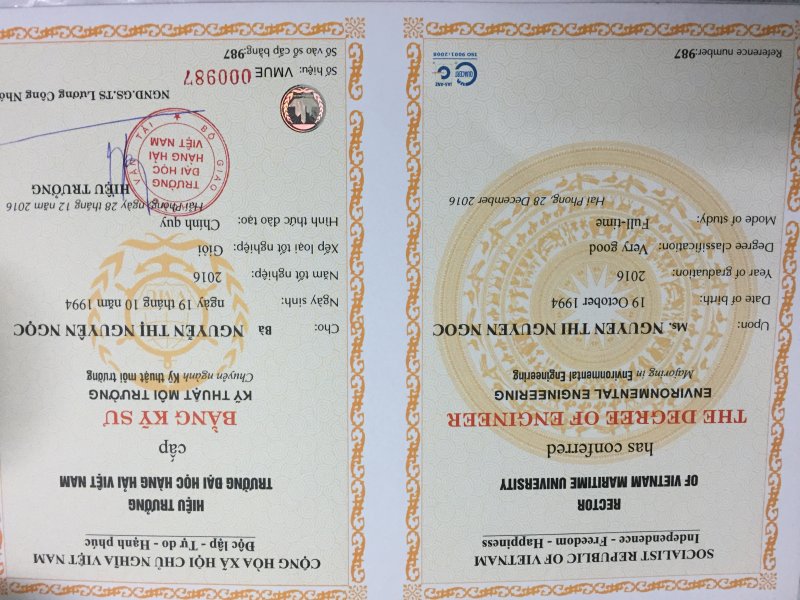 SOCIALIST REPUBLIC OF VIETNAM
Independence - Freedom - Happiness
RECTOR
OF VIETNAM MARITIME UNIVERSITY
has conferred
THE DEGREE OF ENGINEER
ENVIRONMENTAL ENGINEERING
Majoring in Environmental Engineering
Upon: Ms. NGUYEN THI NGUYEN NGOC
Date of birth: 19 October 1994
Year of graduation: 2016
Degree classification: Very good
Mode of study: Full-time
Hai Phong, 28 December 2016
Reference number:987
QUACERT
JAS-ANZ
ISO 9001:2008
CỘNG HÒA XÃ HỘI CHỦ NGHĨA VIỆT NAM
Độc lập - Tự do - Hạnh phúc
HIỆU TRƯỞNG
TRƯỜNG ĐẠI HỌC HÀNG HẢI VIỆT NAM
cấp
BẰNG KỸ SƯ
KỸ THUẬT MÔI TRƯỜNG
Chuyên ngành Kỹ thuật môi trường
Cho: Bà NGUYỄN THỊ NGUYÊN NGỌC
Ngày sinh: ngày 19 tháng 10 năm 1994
Năm tốt nghiệp: 2016
Xếp loại tốt nghiệp: Giỏi
Hình thức đào tạo: Chính quy
Hải Phòng, ngày 28 tháng 12 năm 2016
HIỆU TRƯỞNG
BỘ GIAO
VẬN TẢI
TRƯỜNG
ĐẠI HỌC
HÀNG HẢI
VIỆT NAM
NGND.GS.TS Lương Công Nhớ
Số hiệu: VMUE 000987
Số vào sổ cấp bằng:987